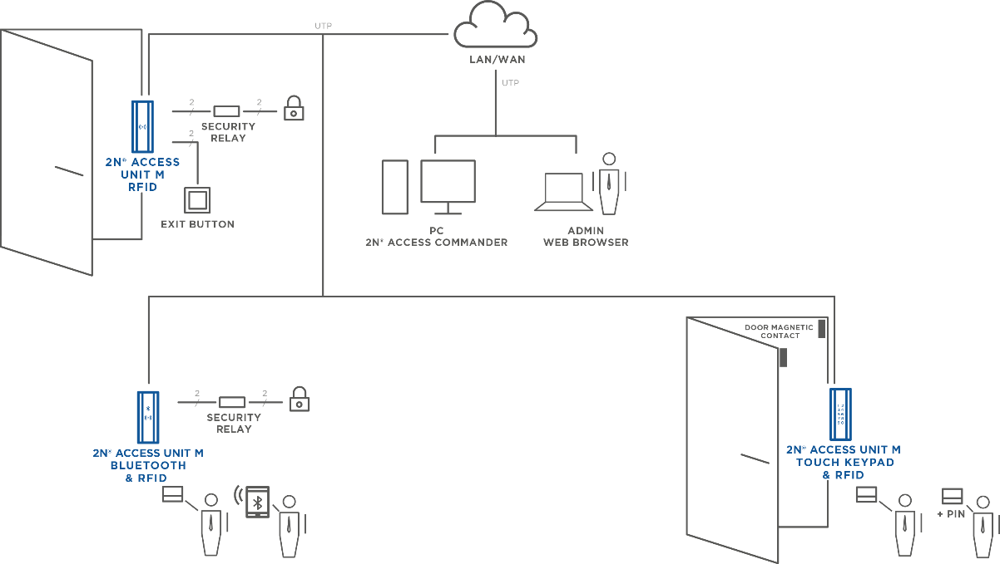 UTP
LAN/WAN
UTP
2
2
SECURITY
RELAY
2
2N® ACCESS
UNIT M
RFID
EXIT BUTTON
PC
2N® ACCESS COMMANDER
ADMIN
WEB BROWSER
DOOR MAGNETIC
CONTACT
2
2
SECURITY
RELAY
2N® ACCESS UNIT M
BLUETOOTH
& RFID
2N® ACCESS UNIT M
TOUCH KEYPAD
& RFID
+ PIN